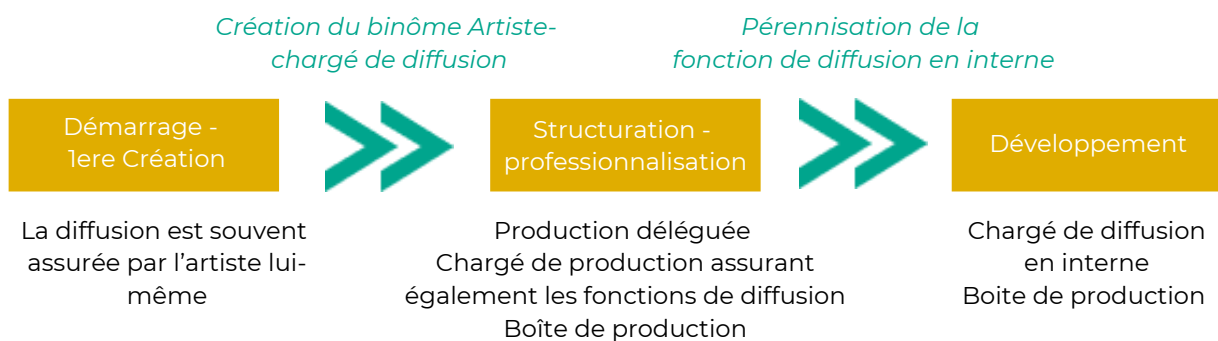 Création du binôme Artiste-
chargé de diffusion
Pérennisation de la
fonction de diffusion en interne
Démarrage -
1ere Création
Structuration -
professionnalisation
Développement
La diffusion est souvent
assurée par l’artiste lui-
même
Production déléguée
Chargé de production assurant
également les fonctions de diffusion
Boîte de production
Chargé de diffusion
en interne
Boite de production